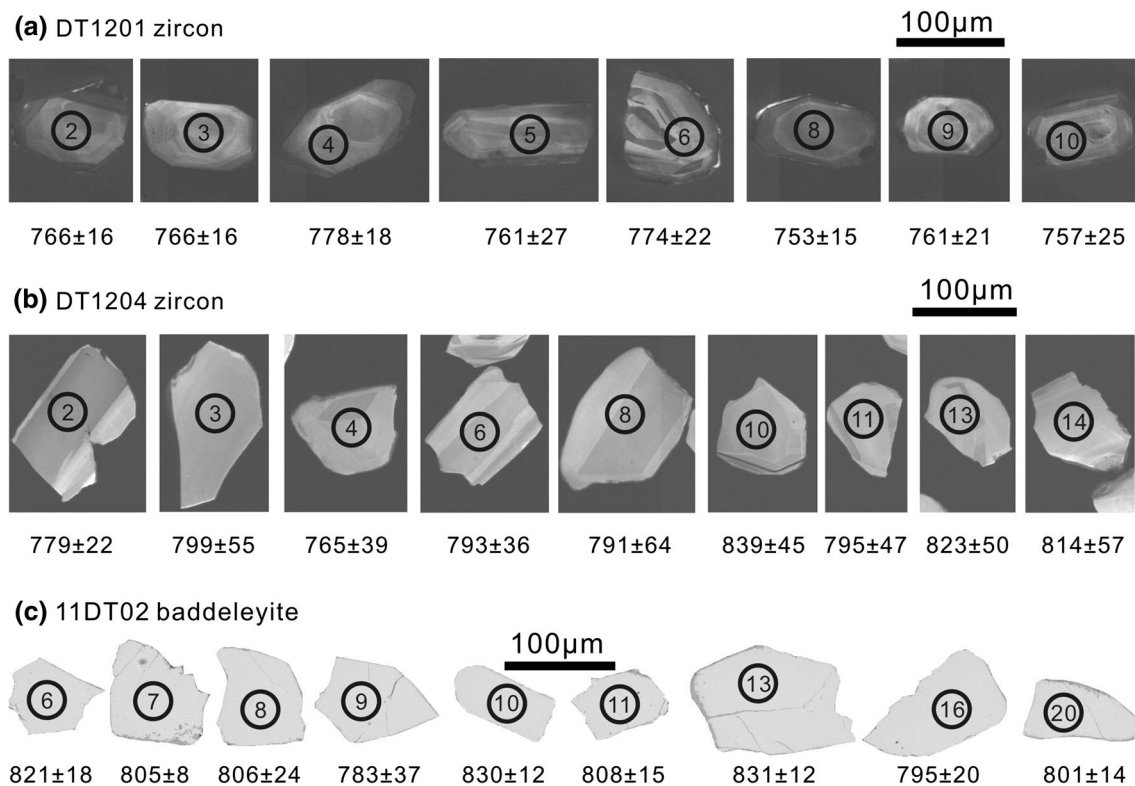 (a) DT1201 zircon
100μm
2 3 4 5 6 8 9 10
766±16 766±16 778±18 761±27 774±22 753±15 761±21 757±25
(b) DT1204 zircon
100μm
2 3 4 6 8 10 11 13 14
779±22 799±55 765±39 793±36 791±64 839±45 795±47 823±50 814±57
(c) 11DT02 baddeleyite
100μm
6 7 8 9 10 11 13 16 20
821±18 805±8 806±24 783±37 830±12 808±15 831±12 795±20 801±14